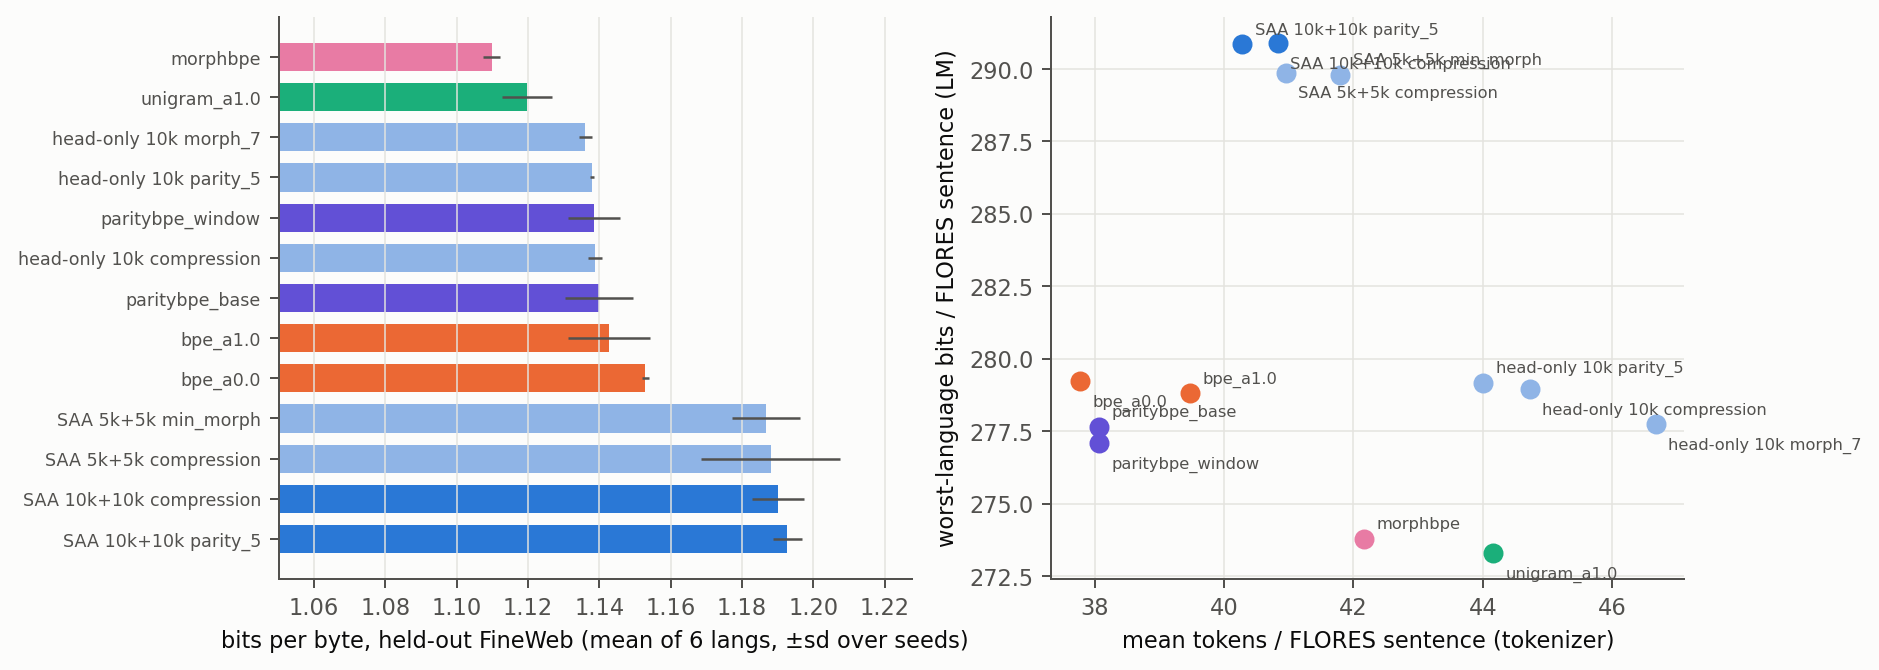 morphbpe
unigram_a1.0
head-only 10k morph_7
head-only 10k parity_5
paritybpe_window
head-only 10k compression
paritybpe_base
bpe_a1.0
bpe_a0.0
SAA 5k+5k min_morph
SAA 5k+5k compression
SAA 10k+10k compression
SAA 10k+10k parity_5
1.06 1.08 1.10 1.12 1.14 1.16 1.18 1.20 1.22
bits per byte, held-out FineWeb (mean of 6 langs, ±sd over seeds)
worst-language bits / FLORES sentence (LM)
290.0
287.5
285.0
282.5
280.0
277.5
275.0
272.5
SAA 10k+10k parity_5
SAA 5k+5k min_morph
SAA 10k+10k compression
SAA 5k+5k compression
head-only 10k parity_5
bpe_a1.0
bpe_a0.0
head-only 10k compression
paritybpe_base
head-only 10k morph_7
paritybpe_window
morphbpe
unigram_a1.0
38 40 42 44 46
mean tokens / FLORES sentence (tokenizer)